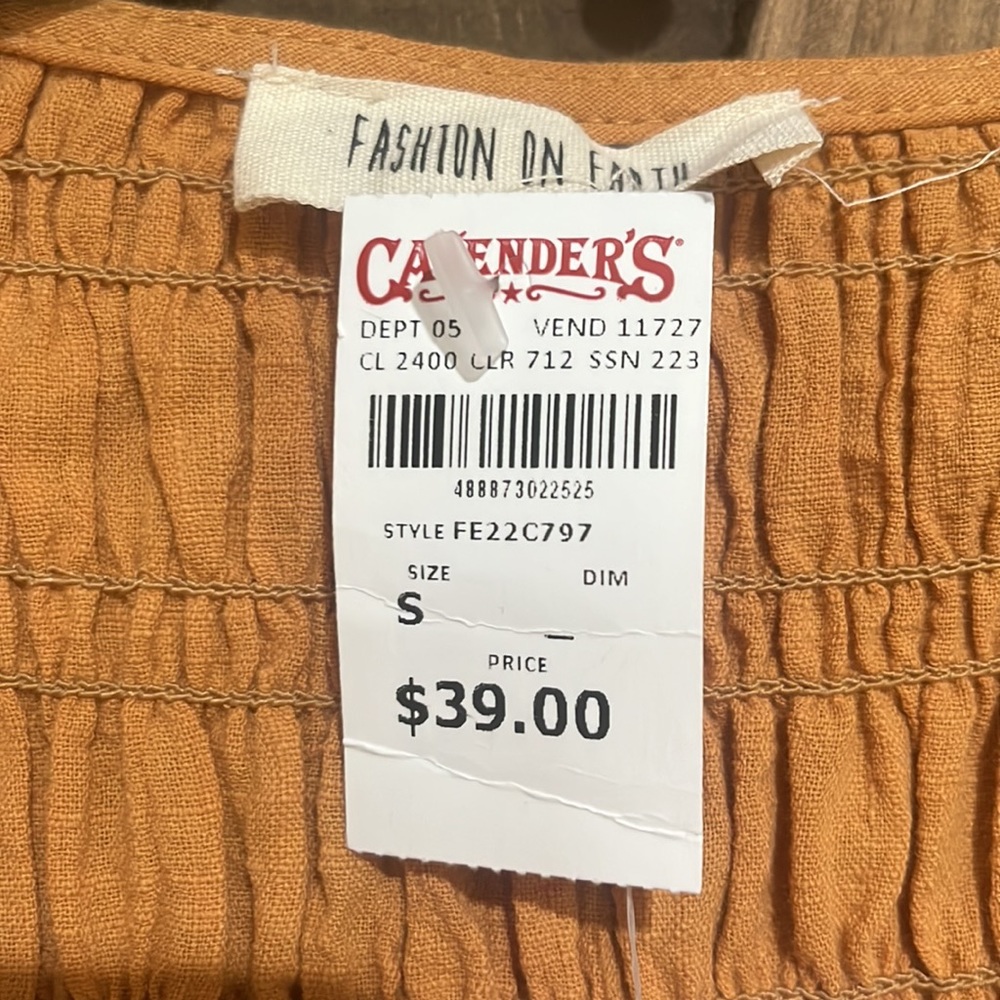 FASHION ON EARTH
CAVENDER'S
DEPT 05 VEND 11727
CL 2400 CLR 712 SSN 223
488873022525
STYLE FE22C797
SIZE DIM
S _
PRICE
$39.00